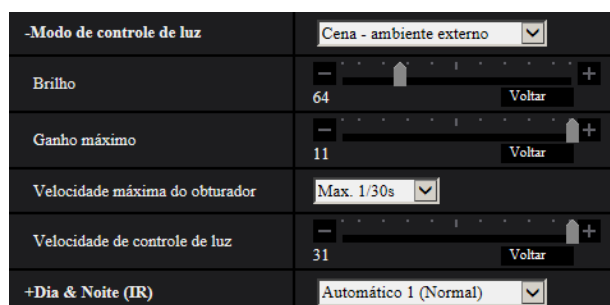 -Modo de controle de luz Cena - ambiente externo
Brilho
64 Voltar
Ganho máximo
11 Voltar
Velocidade máxima do obturador Max. 1/30s
Velocidade de controle de luz
31 Voltar
+Dia & Noite (IR) Automático 1 (Normal)